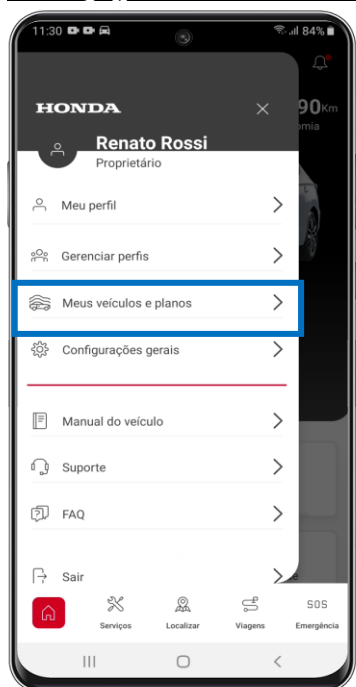 11:30 84%
HONDA
90Km
omia
Renato Rossi
Proprietário
Meu perfil
Gerenciar perfis
Meus veículos e planos
Configurações gerais
Manual do veículo
Suporte
FAQ
Sair
Serviços Localizar Viagens SOS Emergência